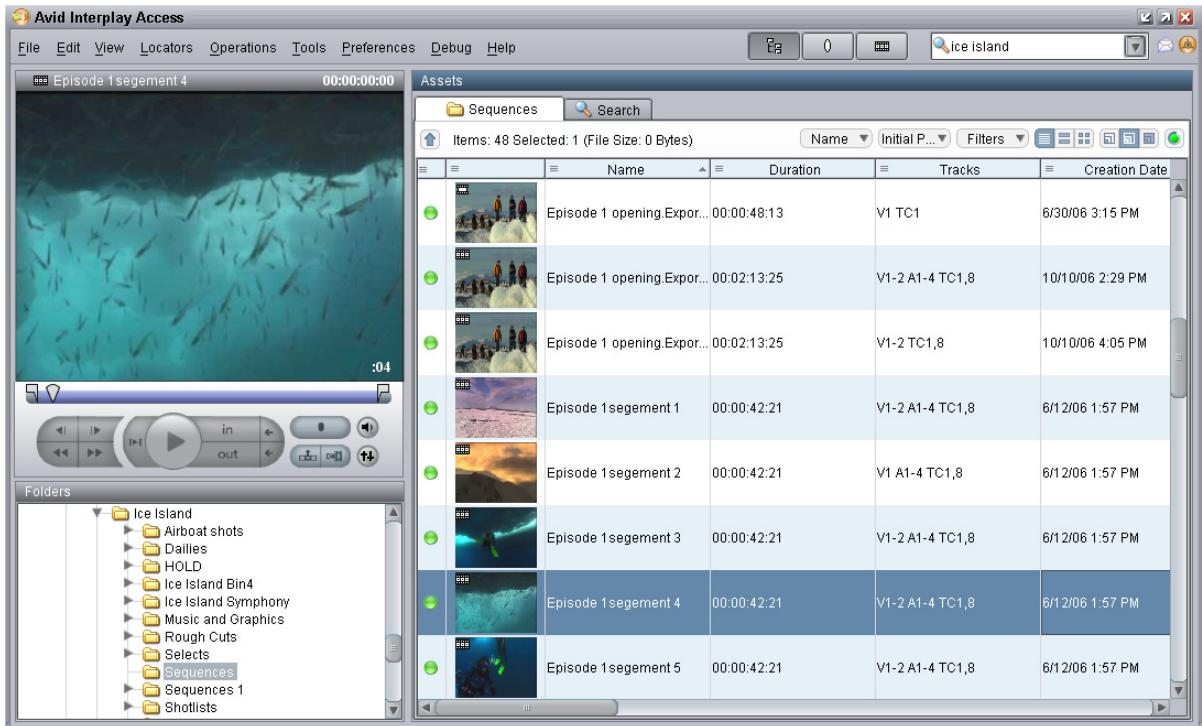 Avid Interplay Access
File Edit View Locators Operations Tools Preferences Debug Help
0
ice island
Episode 1segement 4 00:00:00:00
:04
in
out
Folders
Ice Island
Airboat shots
Dailies
HOLD
Ice Island Bin4
Ice Island Symphony
Music and Graphics
Rough Cuts
Selects
Sequences
Sequences 1
Shotlists
Assets
Sequences Search
Items: 48 Selected: 1 (File Size: 0 Bytes) Name Initial P... Filters
Name Duration Tracks Creation Date
Episode 1 opening.Expor... 00:00:48:13 V1 TC1 6/30/06 3:15 PM
Episode 1 opening.Expor... 00:02:13:25 V1-2 A1-4 TC1,8 10/10/06 2:29 PM
Episode 1 opening.Expor... 00:02:13:25 V1-2 TC1,8 10/10/06 4:05 PM
Episode 1segement 1 00:00:42:21 V1-2 A1-4 TC1,8 6/12/06 1:57 PM
Episode 1segement 2 00:00:42:21 V1 A1-4 TC1,8 6/12/06 1:57 PM
Episode 1segement 3 00:00:42:21 V1-2 A1-4 TC1,8 6/12/06 1:57 PM
Episode 1segement 4 00:00:42:21 V1-2 A1-4 TC1,8 6/12/06 1:57 PM
Episode 1segement 5 00:00:42:21 V1-2 A1-4 TC1,8 6/12/06 1:57 PM